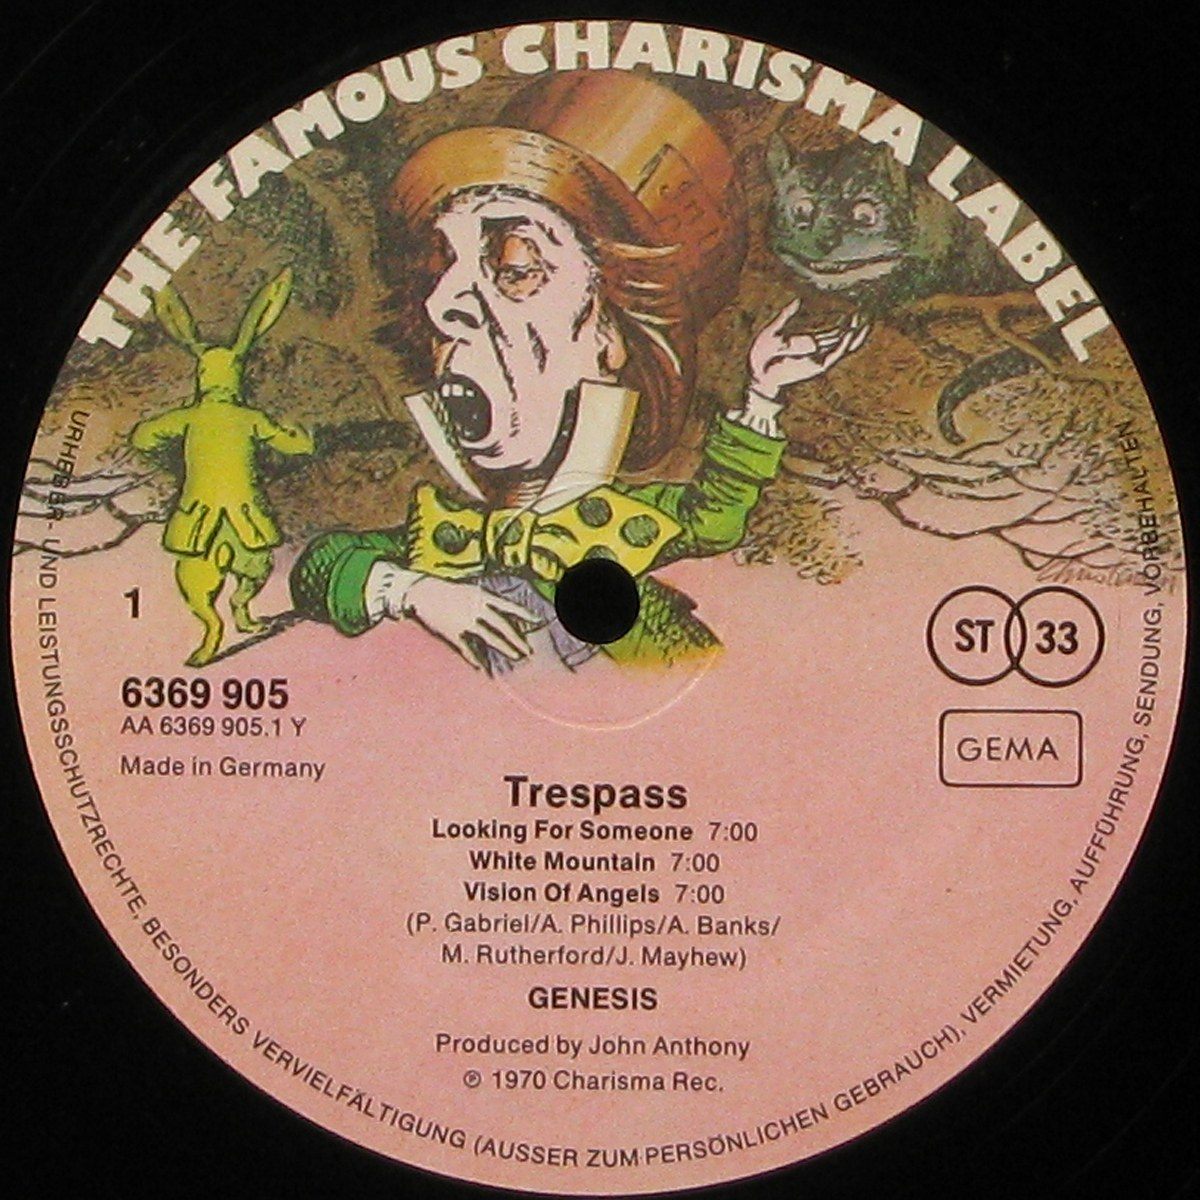 THE FAMOUS CHARISMA LABEL
1
6369 905
AA 6369 905.1 Y
Made in Germany
ST 33
GEMA
Trespass
Looking For Someone 7:00
White Mountain 7:00
Vision Of Angels 7:00
(P. Gabriel/A. Phillips/A. Banks/
M. Rutherford/J. Mayhew)
GENESIS
Produced by John Anthony
℗ 1970 Charisma Rec.
URHEBER- UND LEISTUNGSSCHUTZRECHTE, BESONDERS VERVIELFÄLTIGUNG (AUSSER ZUM PERSÖNLICHEN GEBRAUCH), VERMIETUNG, AUFFÜHRUNG, SENDUNG, VORBEHALTEN